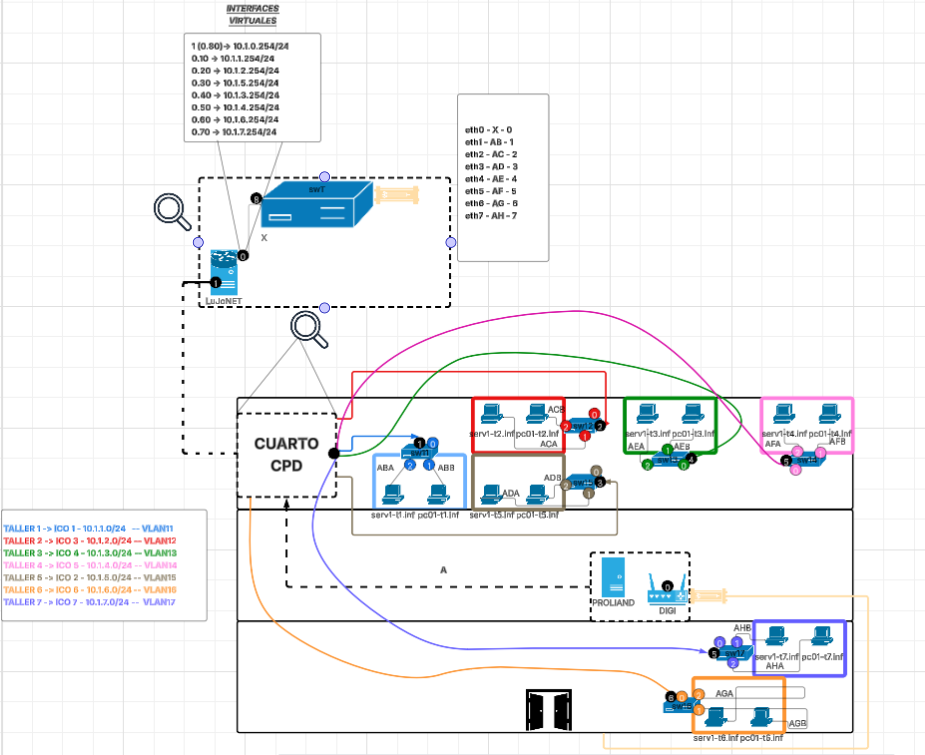 INTERFACES
VIRTUALES
1 (0.80)→ 10.1.0.254/24
0.10 → 10.1.1.254/24
0.20 → 10.1.2.254/24
0.30 → 10.1.5.254/24
0.40 → 10.1.3.254/24
0.50 → 10.1.4.254/24
0.60 → 10.1.6.254/24
0.70 → 10.1.7.254/24
eth0 - X - 0
eth1 - AB - 1
eth2 - AC - 2
eth3 - AD - 3
eth4 - AE - 4
eth5 - AF - 5
eth6 - AG - 6
eth7 - AH - 7
swT
8
X
0
1
LuJoNET
CUARTO
CPD
1 0
sw11
2 1
ABA ABB
serv1-t1.inf pc01-t1.inf
ACB
0
2 sw12 2
1
serv1-t2.inf pc01-t2.inf
ACA
0
ADB
2 3
1
ADA
serv1-t5.inf pc01-t5.inf
serv1-t3.inf pc01-t3.inf
AEA AEB
1
4
2 0
serv1-t4.inf pc01-t4.inf
AFA AFB
2 1
5 sw14
TALLER 1 -> ICO 1 - 10.1.1.0/24 -- VLAN11
TALLER 2 -> ICO 3 - 10.1.2.0/24 -- VLAN12
TALLER 3 -> ICO 4 - 10.1.3.0/24 -- VLAN13
TALLER 4 -> ICO 5 - 10.1.4.0/24 -- VLAN14
TALLER 5 -> ICO 2 - 10.1.5.0/24 -- VLAN15
TALLER 6 -> ICO 6 - 10.1.6.0/24 -- VLAN16
TALLER 7 -> ICO 7 - 10.1.7.0/24 -- VLAN17
A
0
PROLIAND
DIGI
AHB
0 1
5 sw17
2
serv1-t7.inf pc01-t7.inf
AHA
6 0 2
AGA
1
AGB
serv1-t6.inf pc01-t6.inf